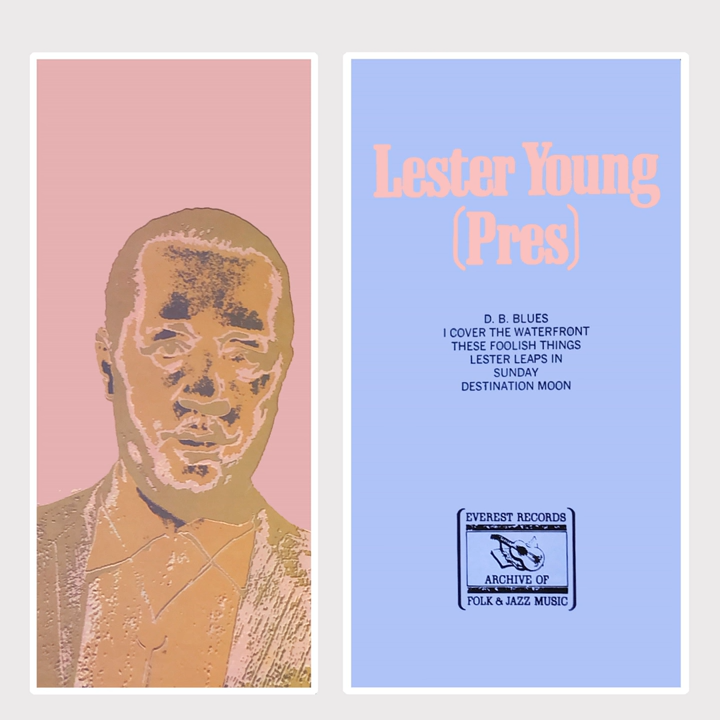 Lester Young
(Pres)
D. B. BLUES
I COVER THE WATERFRONT
THESE FOOLISH THINGS
LESTER LEAPS IN
SUNDAY
DESTINATION MOON
EVEREST RECORDS
ARCHIVE OF
FOLK & JAZZ MUSIC